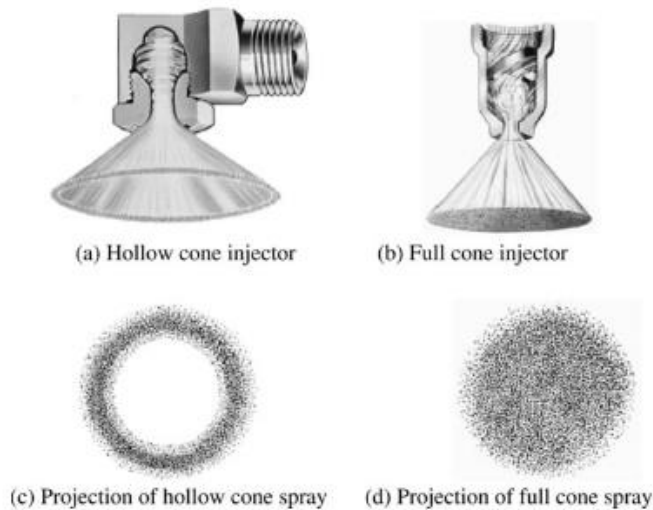 (a) Hollow cone injector
(b) Full cone injector
(c) Projection of hollow cone spray
(d) Projection of full cone spray